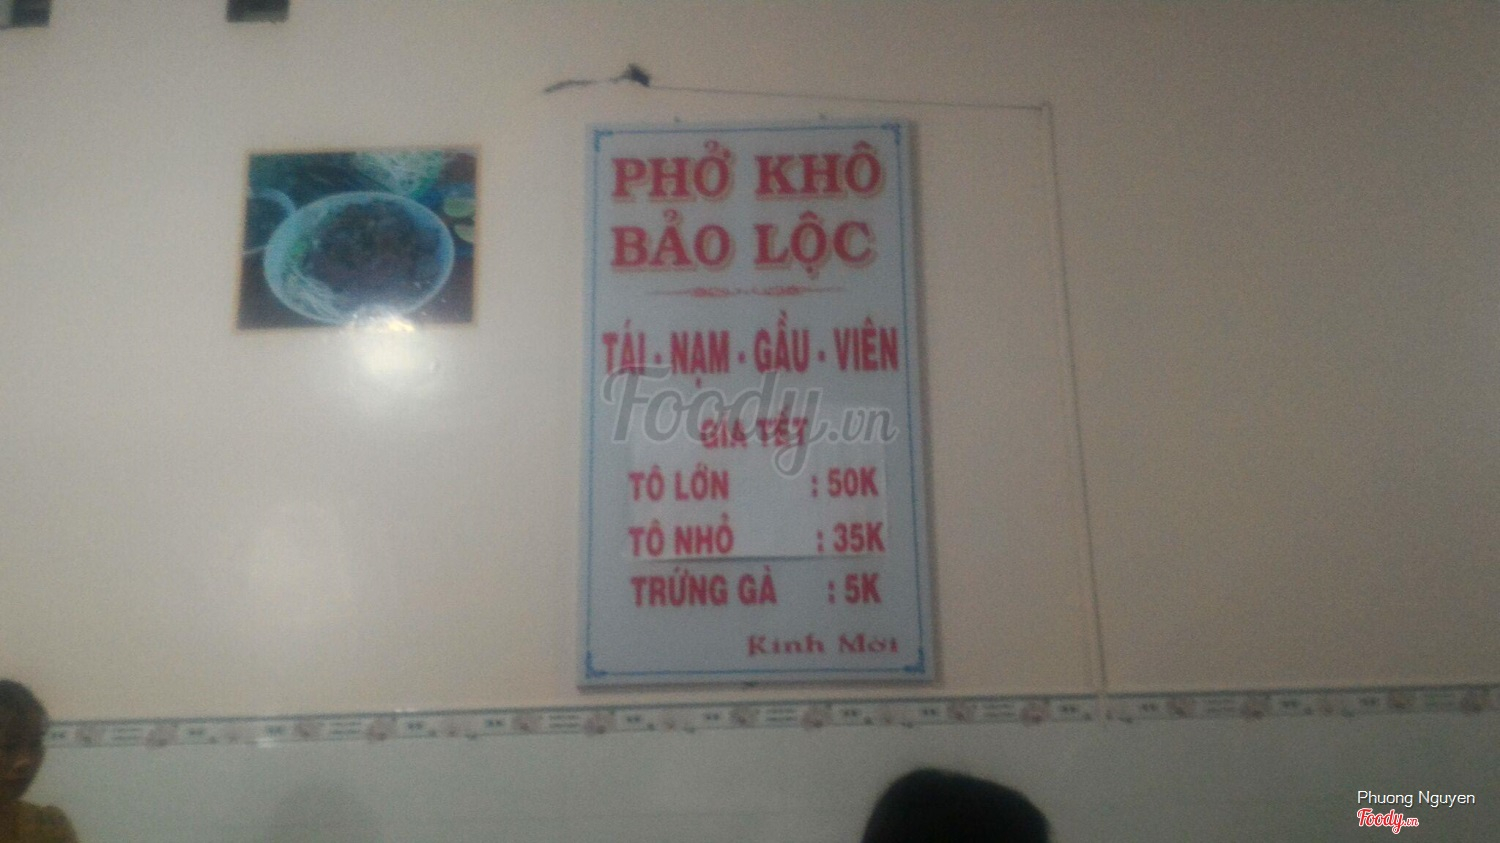 PHỞ KHÔ
BẢO LỘC
TÁI - NẠM - GẦU - VIÊN
GIÁ TẾT
TÔ LỚN : 50K
TÔ NHỎ : 35K
TRỨNG GÀ : 5K
Kính Mời
Foody.vn
Phuong Nguyen
Foody.vn